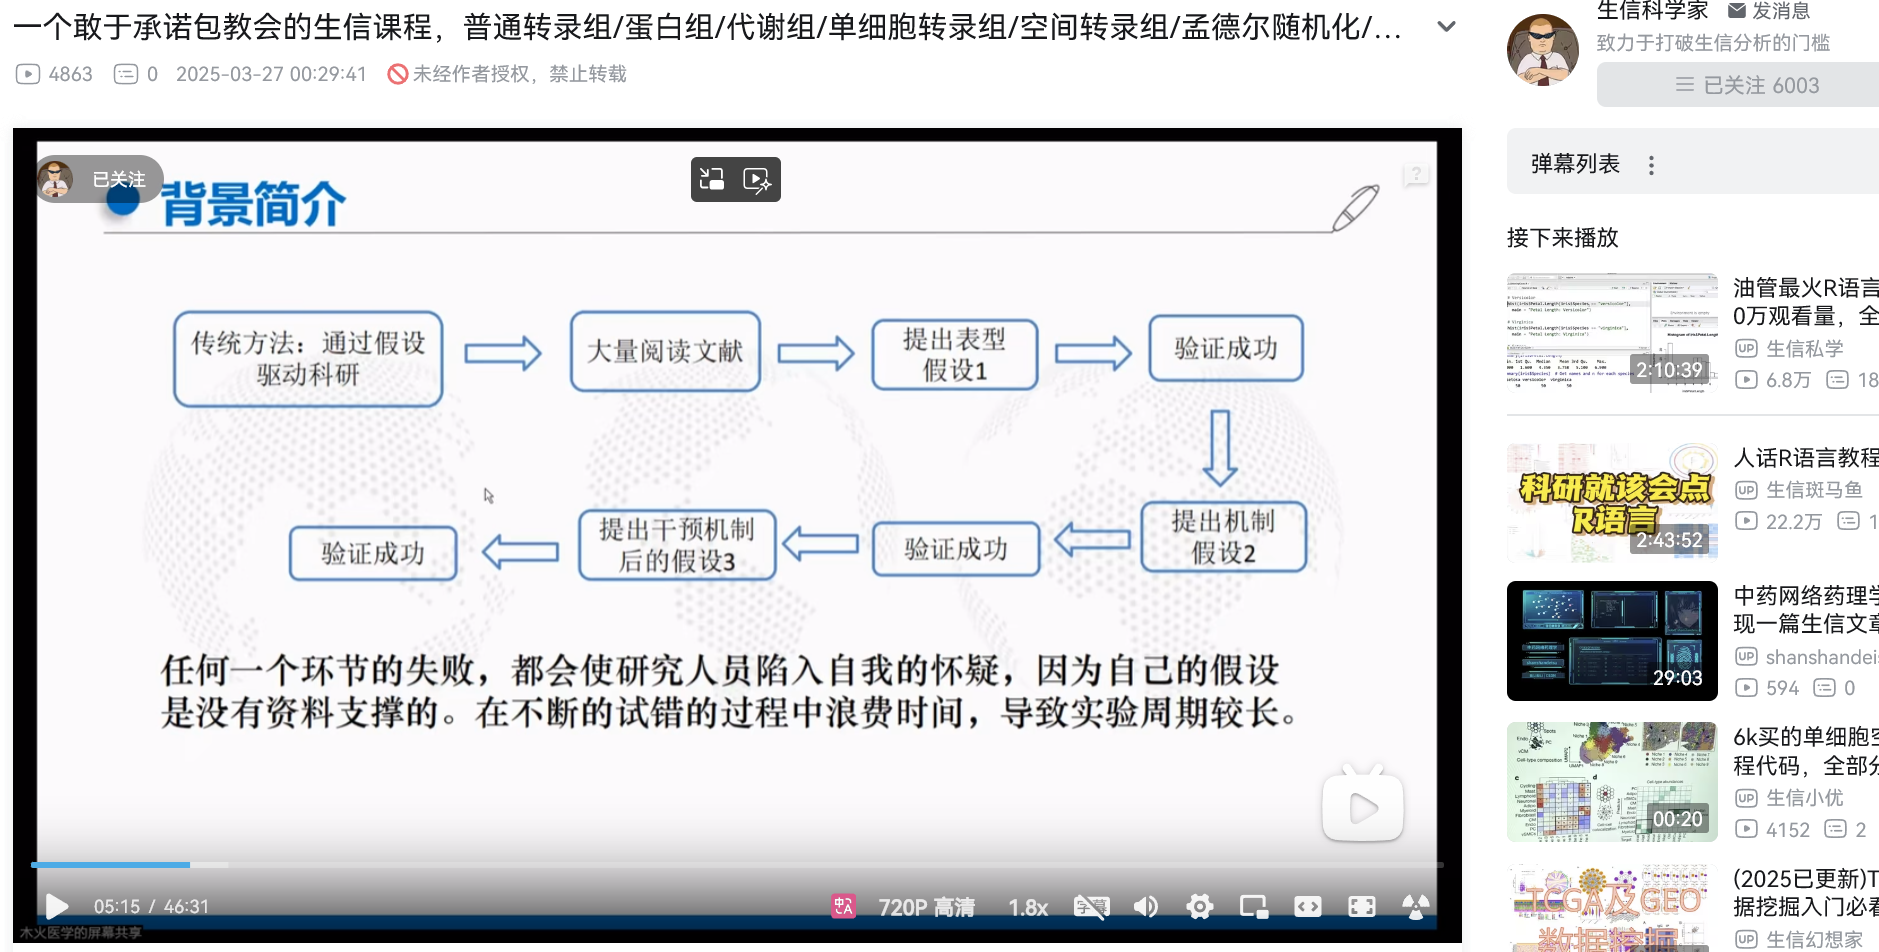 一个敢于承诺包教会的生信课程，普通转录组/蛋白组/代谢组/单细胞转录组/空间转录组/孟德尔随机化/...
4863 0 2025-03-27 00:29:41 未经作者授权，禁止转载
已关注
背景简介
传统方法：通过假设
驱动科研
大量阅读文献
提出表型
假设1
验证成功
提出机制
假设2
验证成功
提出干预机制
后的假设3
验证成功
任何一个环节的失败，都会使研究人员陷入自我的怀疑，因为自己的假设
是没有资料支撑的。在不断的试错的过程中浪费时间，导致实验周期较长。
05:15 / 46:31
中A
720P 高清
1.8x
字幕
木火医学的屏幕共享
生信科学家 发消息
致力于打破生信分析的门槛
已关注 6003
弹幕列表
接下来播放
2:10:39
油管最火R语言
0万观看量，全
UP 生信私学
6.8万 18
科研就该会点
R语言
2:43:52
人话R语言教程
UP 生信斑马鱼
22.2万 1
29:03
中药网络药理学
现一篇生信文章
UP shanshandeis
594 0
00:20
6k买的单细胞空
程代码，全部分
UP 生信小优
4152 2
TCGA及GEO
数据挖掘
(2025已更新)T
据挖掘入门必看
UP 生信幻想家